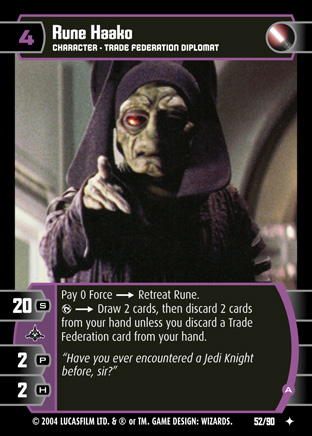 4
Rune Haako
CHARACTER - TRADE FEDERATION DIPLOMAT
Pay 0 Force → Retreat Rune.
→ Draw 2 cards, then discard 2 cards
from your hand unless you discard a Trade
Federation card from your hand.
"Have you ever encountered a Jedi Knight
before, sir?"
20 S
2 P
2 H
A
© 2004 LUCASFILM LTD. & ® or TM. GAME DESIGN: WIZARDS. 52/90